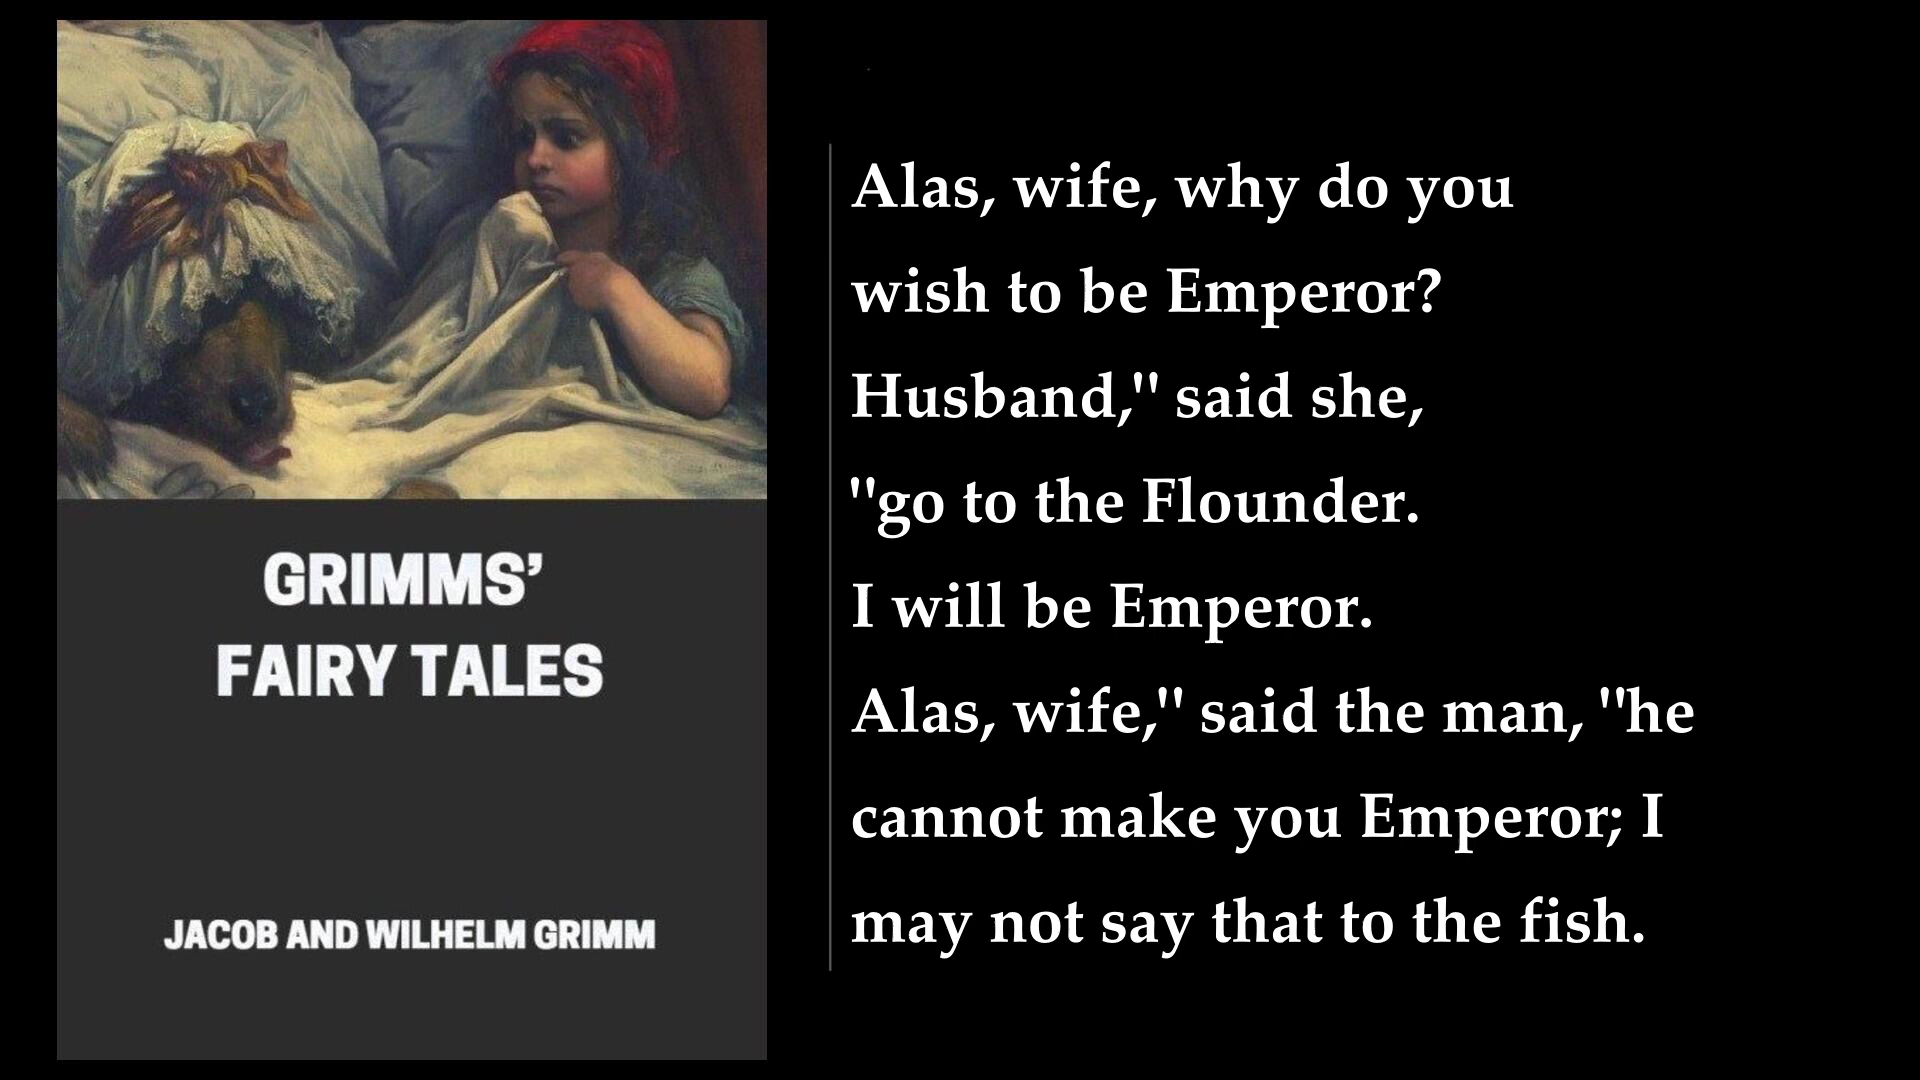 GRIMMS’
FAIRY TALES
JACOB AND WILHELM GRIMM
Alas, wife, why do you
wish to be Emperor?
Husband," said she,
"go to the Flounder.
I will be Emperor.
Alas, wife," said the man, "he
cannot make you Emperor; I
may not say that to the fish.